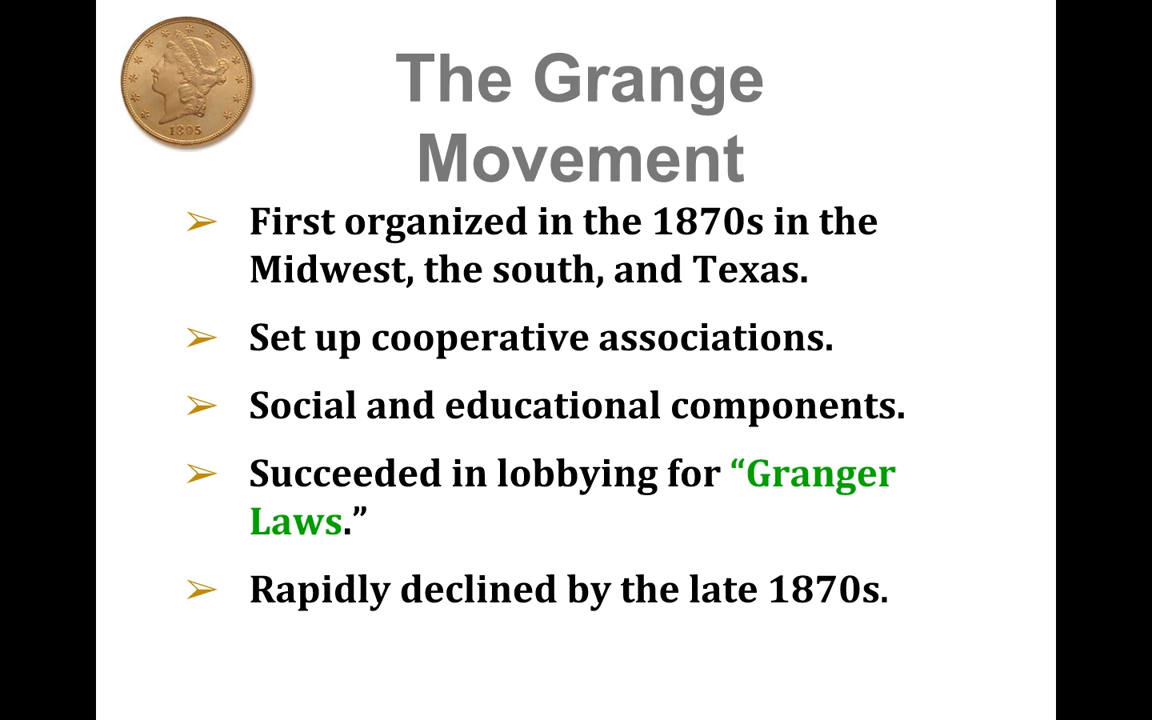 The Grange
Movement
➢ First organized in the 1870s in the
Midwest, the south, and Texas.
➢ Set up cooperative associations.
➢ Social and educational components.
➢ Succeeded in lobbying for “Granger
Laws.”
➢ Rapidly declined by the late 1870s.
1895